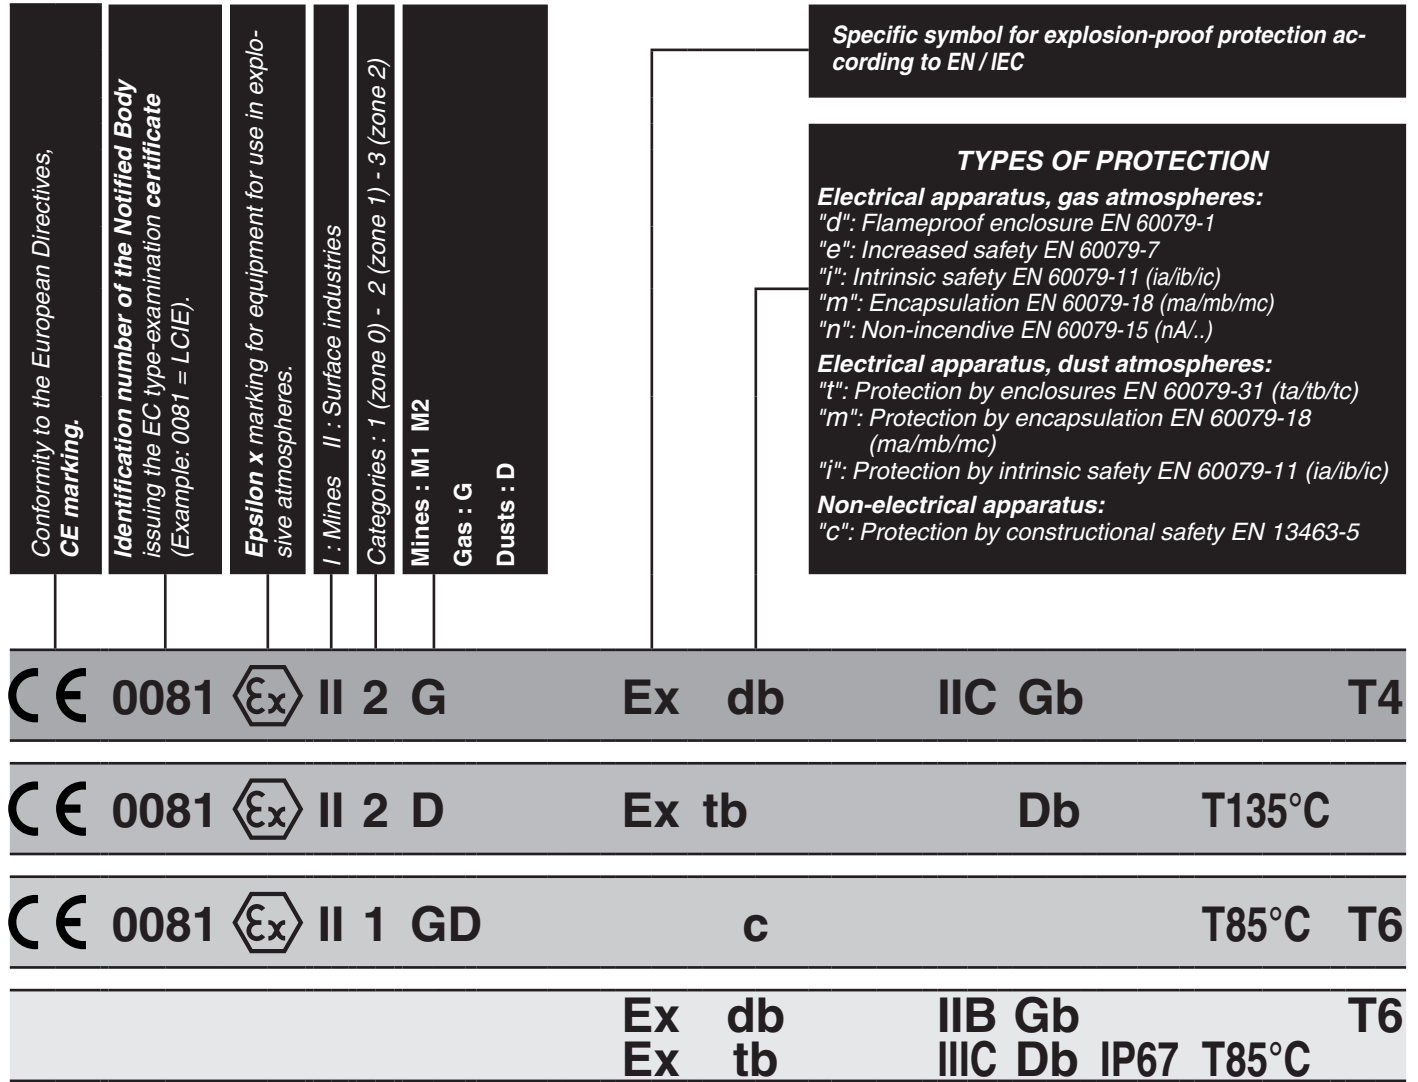 Conformity to the European Directives,
CE marking.
Identification number of the Notified Body
issuing the EC type-examination certificate
(Example: 0081 = LCIE).
Epsilon x marking for equipment for use in explo-
sive atmospheres.
I : Mines II : Surface industries
Categories : 1 (zone 0) - 2 (zone 1) - 3 (zone 2)
Mines : M1 M2
Gas : G
Dusts : D
Specific symbol for explosion-proof protection ac-
cording to EN / IEC
TYPES OF PROTECTION
Electrical apparatus, gas atmospheres:
"d": Flameproof enclosure EN 60079-1
"e": Increased safety EN 60079-7
"i": Intrinsic safety EN 60079-11 (ia/ib/ic)
"m": Encapsulation EN 60079-18 (ma/mb/mc)
"n": Non-incendive EN 60079-15 (nA/..)
Electrical apparatus, dust atmospheres:
"t": Protection by enclosures EN 60079-31 (ta/tb/tc)
"m": Protection by encapsulation EN 60079-18
(ma/mb/mc)
"i": Protection by intrinsic safety EN 60079-11 (ia/ib/ic)
Non-electrical apparatus:
"c": Protection by constructional safety EN 13463-5
CE 0081 Ex II 2 G Ex db IIC Gb T4
CE 0081 Ex II 2 D Ex tb Db T135°C
CE 0081 Ex II 1 GD c T85°C T6
Ex db IIB Gb T6
Ex tb IIIC Db IP67 T85°C